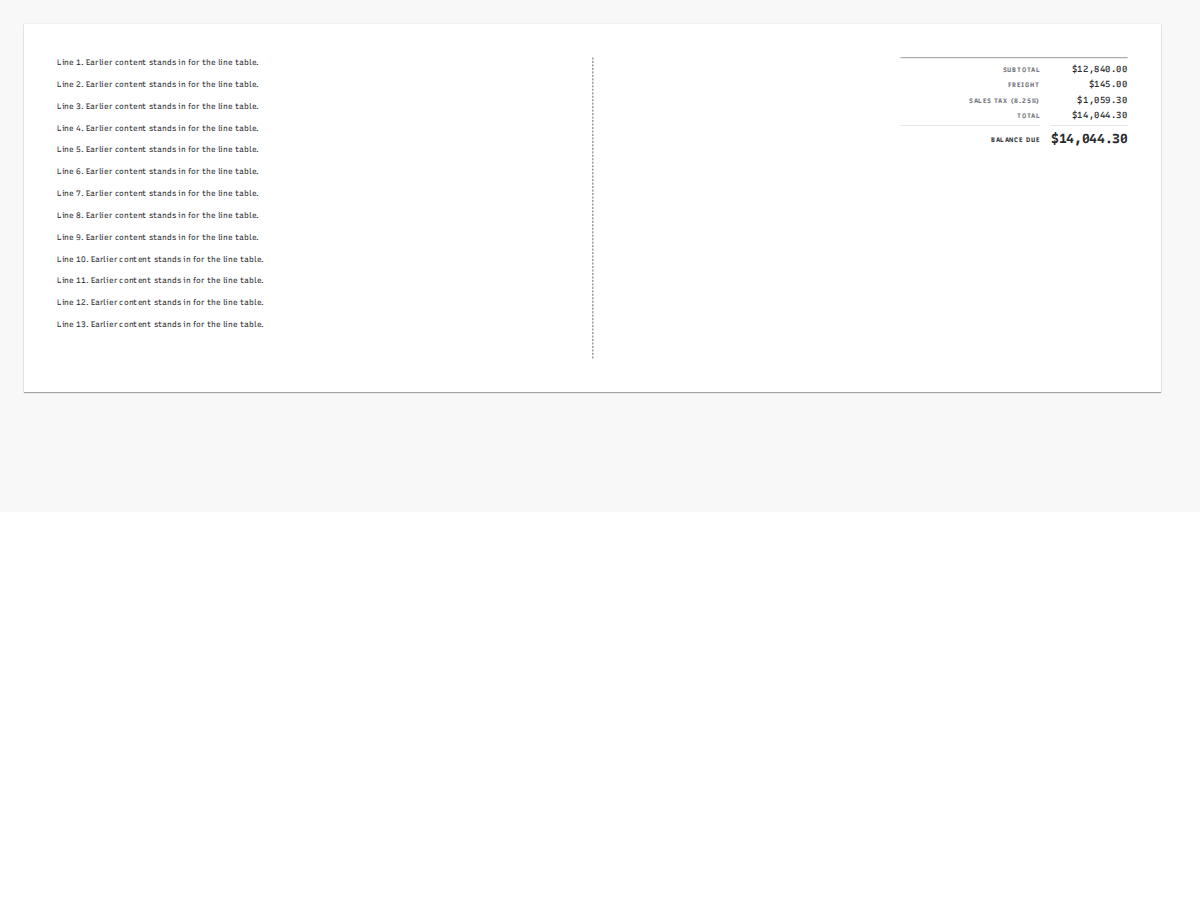 Line 1. Earlier content stands in for the line table.
Line 2. Earlier content stands in for the line table.
Line 3. Earlier content stands in for the line table.
Line 4. Earlier content stands in for the line table.
Line 5. Earlier content stands in for the line table.
Line 6. Earlier content stands in for the line table.
Line 7. Earlier content stands in for the line table.
Line 8. Earlier content stands in for the line table.
Line 9. Earlier content stands in for the line table.
Line 10. Earlier content stands in for the line table.
Line 11. Earlier content stands in for the line table.
Line 12. Earlier content stands in for the line table.
Line 13. Earlier content stands in for the line table.
SUBTOTAL $12,840.00
FREIGHT $145.00
SALES TAX (8.25%) $1,059.30
TOTAL $14,044.30
BALANCE DUE $14,044.30